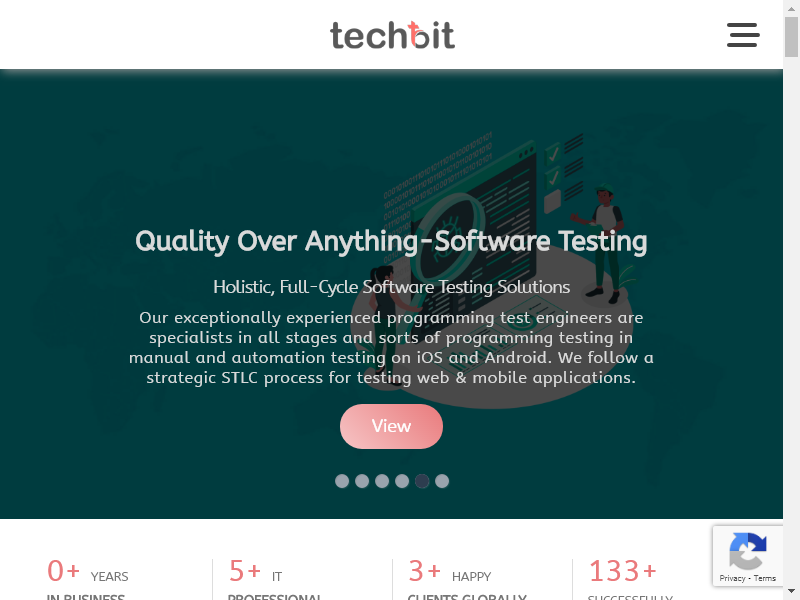 techbit
Quality Over Anything-Software Testing
Holistic, Full-Cycle Software Testing Solutions
Our exceptionally experienced programming test engineers are
specialists in all stages and sorts of programming testing in
manual and automation testing on iOS and Android. We follow a
strategic STLC process for testing web & mobile applications.
View
0+ YEARS
IN BUSINESS
5+ IT
PROFESSIONAL
3+ HAPPY
CLIENTS GLOBALLY
133+
SUCCESSFULLY
Privacy - Terms